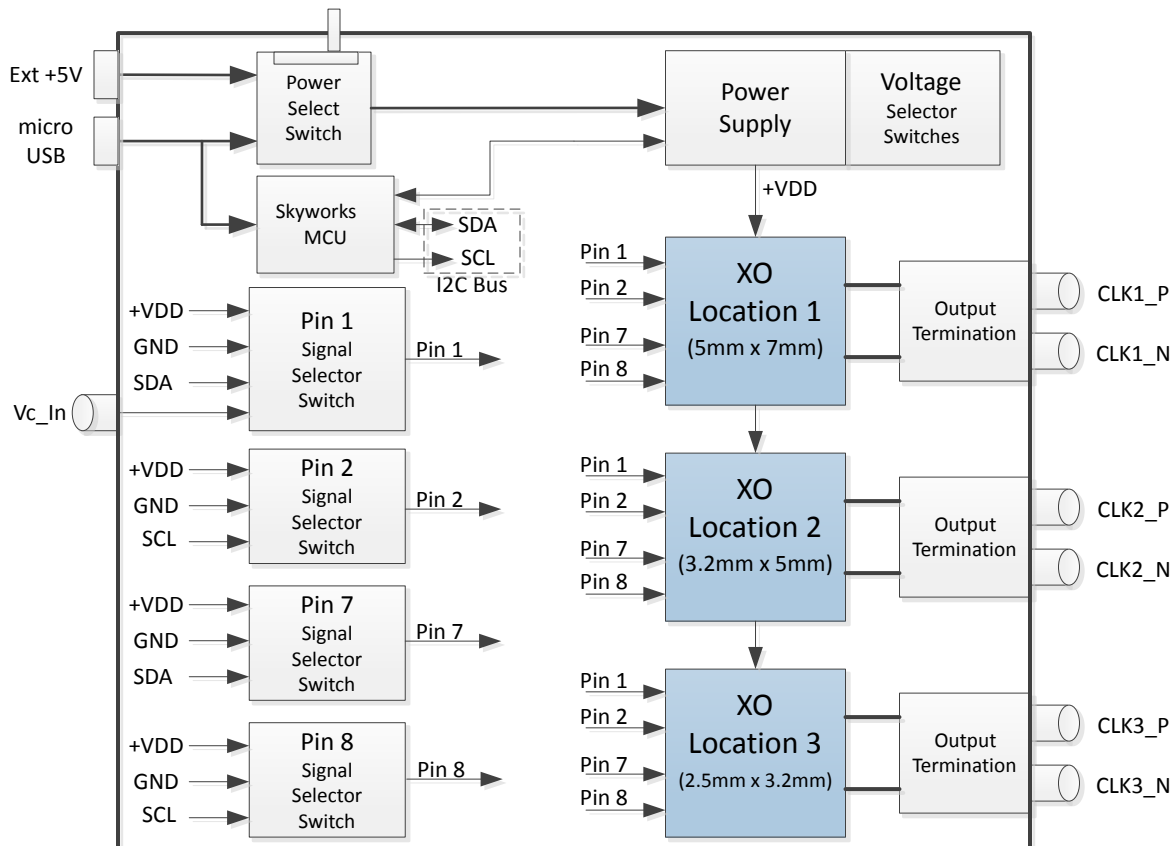 Ext +5V
micro
USB
Power
Select
Switch
Power
Supply
Voltage
Selector
Switches
+VDD
Skyworks
MCU
SDA
SCL
I2C Bus
+VDD
GND
SDA
Vc_In
Pin 1
Signal
Selector
Switch
Pin 1
+VDD
GND
SCL
Pin 2
Signal
Selector
Switch
Pin 2
+VDD
GND
SDA
Pin 7
Signal
Selector
Switch
Pin 7
+VDD
GND
SCL
Pin 8
Signal
Selector
Switch
Pin 8
Pin 1
Pin 2
Pin 7
Pin 8
XO
Location 1
(5mm x 7mm)
Output
Termination
CLK1_P
CLK1_N
Pin 1
Pin 2
Pin 7
Pin 8
XO
Location 2
(3.2mm x 5mm)
Output
Termination
CLK2_P
CLK2_N
Pin 1
Pin 2
Pin 7
Pin 8
XO
Location 3
(2.5mm x 3.2mm)
Output
Termination
CLK3_P
CLK3_N